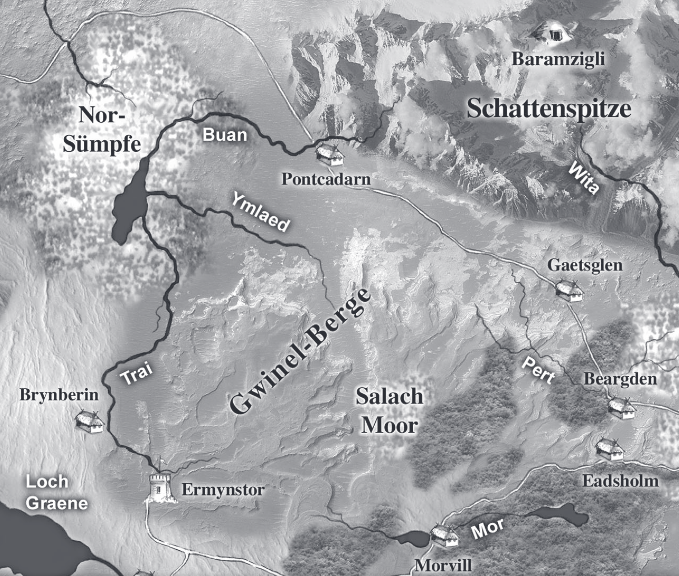 Baramzigli
Schattenspitze
Nor-
Sümpfe
Buan
Pontcadarn
Wita
Ymlaed
Gaetsglen
Gwinel-Berge
Trai
Pert
Brynberin
Salach
Moor
Beargden
Loch
Graene
Ermynstor
Eadsholm
Mor
Morvill